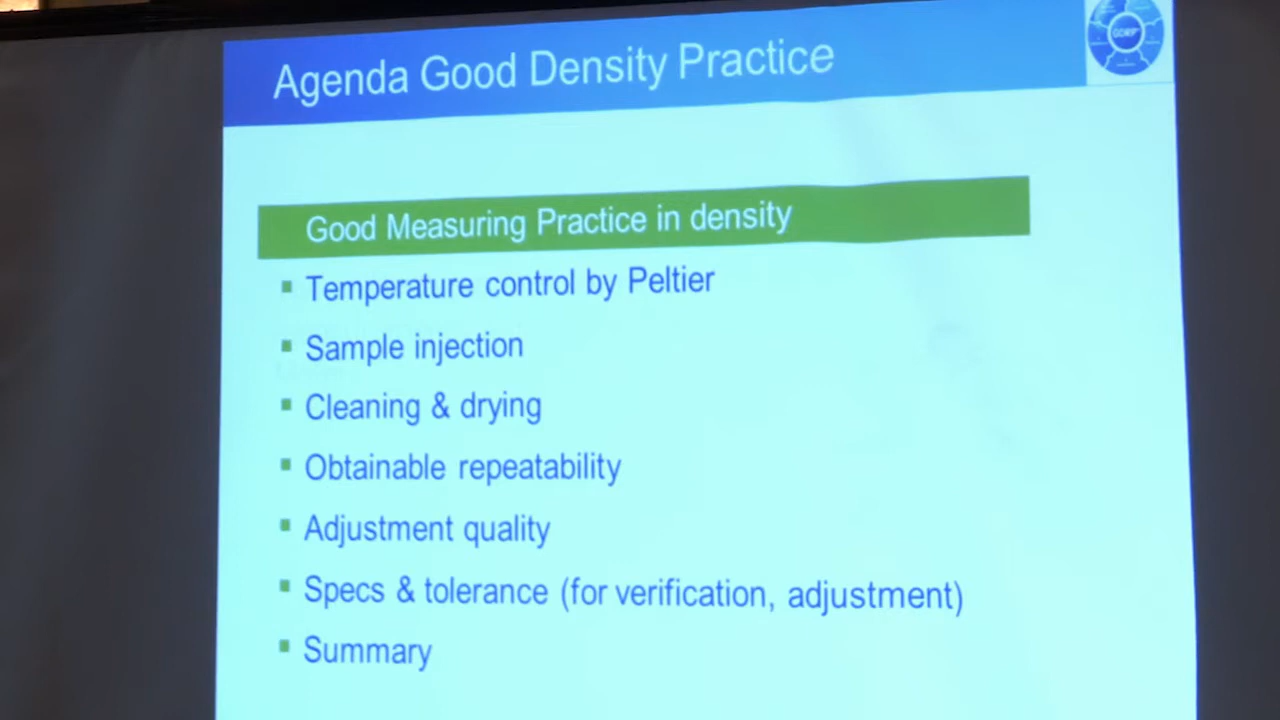 Agenda Good Density Practice
Good Measuring Practice in density
Temperature control by Peltier
Sample injection
Cleaning & drying
Obtainable repeatability
Adjustment quality
Specs & tolerance (for verification, adjustment)
Summary